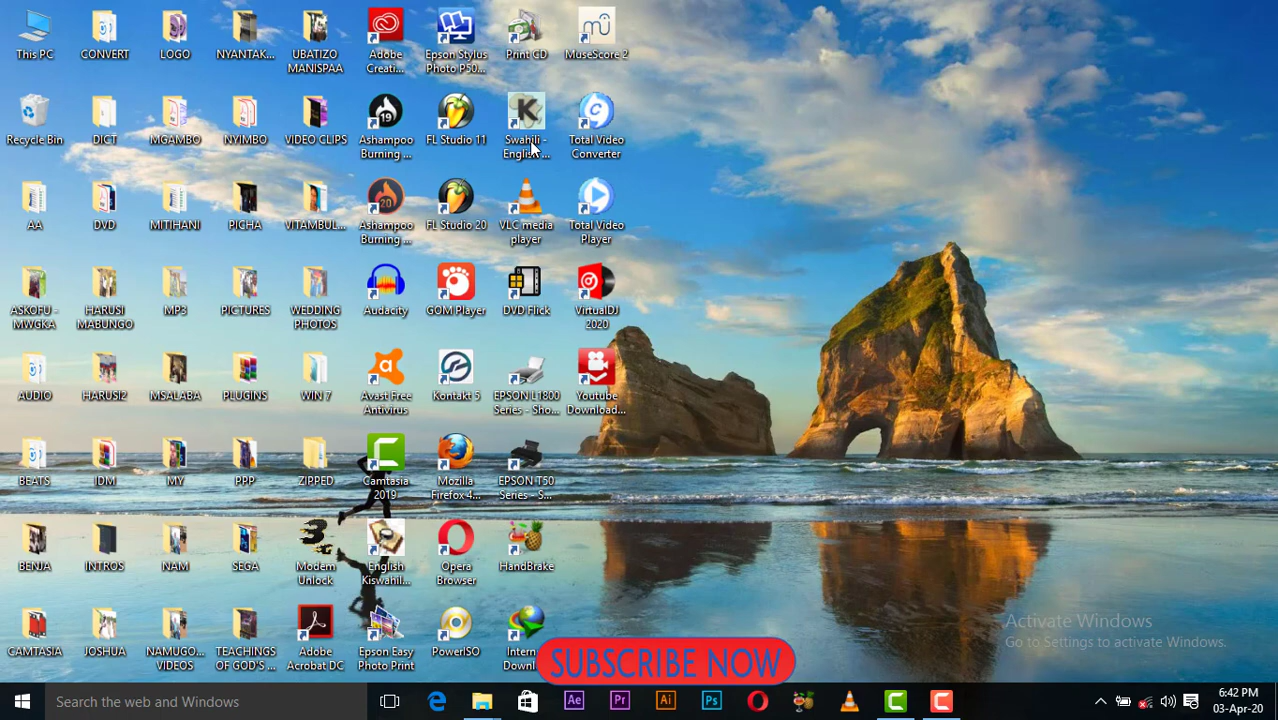 This PC
CONVERT
LOGO
NYANTAK...
UBATIZO
MANISPAA
Adobe
Creati...
Epson Stylus
Photo P50...
Print CD
MuseScore 2
Recycle Bin
DICT
MGAMBO
NYIMBO
VIDEO CLIPS
Ashampoo
Burning ...
FL Studio 11
Swahili -
English ...
Total Video
Converter
AA
DVD
MITIHANI
PICHA
VITAMBUL...
Ashampoo
Burning ...
FL Studio 20
VLC media
player
Total Video
Player
ASKOFU -
MWGKA
HARUSI
MABUNGO
MP3
PICTURES
WEDDING
PHOTOS
Audacity
GOM Player
DVD Flick
VirtualDJ
2020
AUDIO
HARUSI2
MSALABA
PLUGINS
WIN 7
Avast Free
Antivirus
Kontakt 5
EPSON L1800
Series - Sho...
Youtube
Download...
BEATS
IDM
MY
PPP
ZIPPED
Camtasia
2019
Mozilla
Firefox 4...
EPSON T50
Series - S...
BENJA
INTROS
NAM
SEGA
Modem
Unlock
English
Kiswahil...
Opera
Browser
HandBrake
CAMTASIA
JOSHUA
NAMUGO...
VIDEOS
TEACHINGS
OF GOD'S ...
Adobe
Acrobat DC
Epson Easy
Photo Print
PowerISO
Intern
Downl...
SUBSCRIBE NOW
Activate Windows
Go to Settings to activate Windows.
Search the web and Windows
Ae
Pr
Ai
Ps
6:42 PM
03-Apr-20